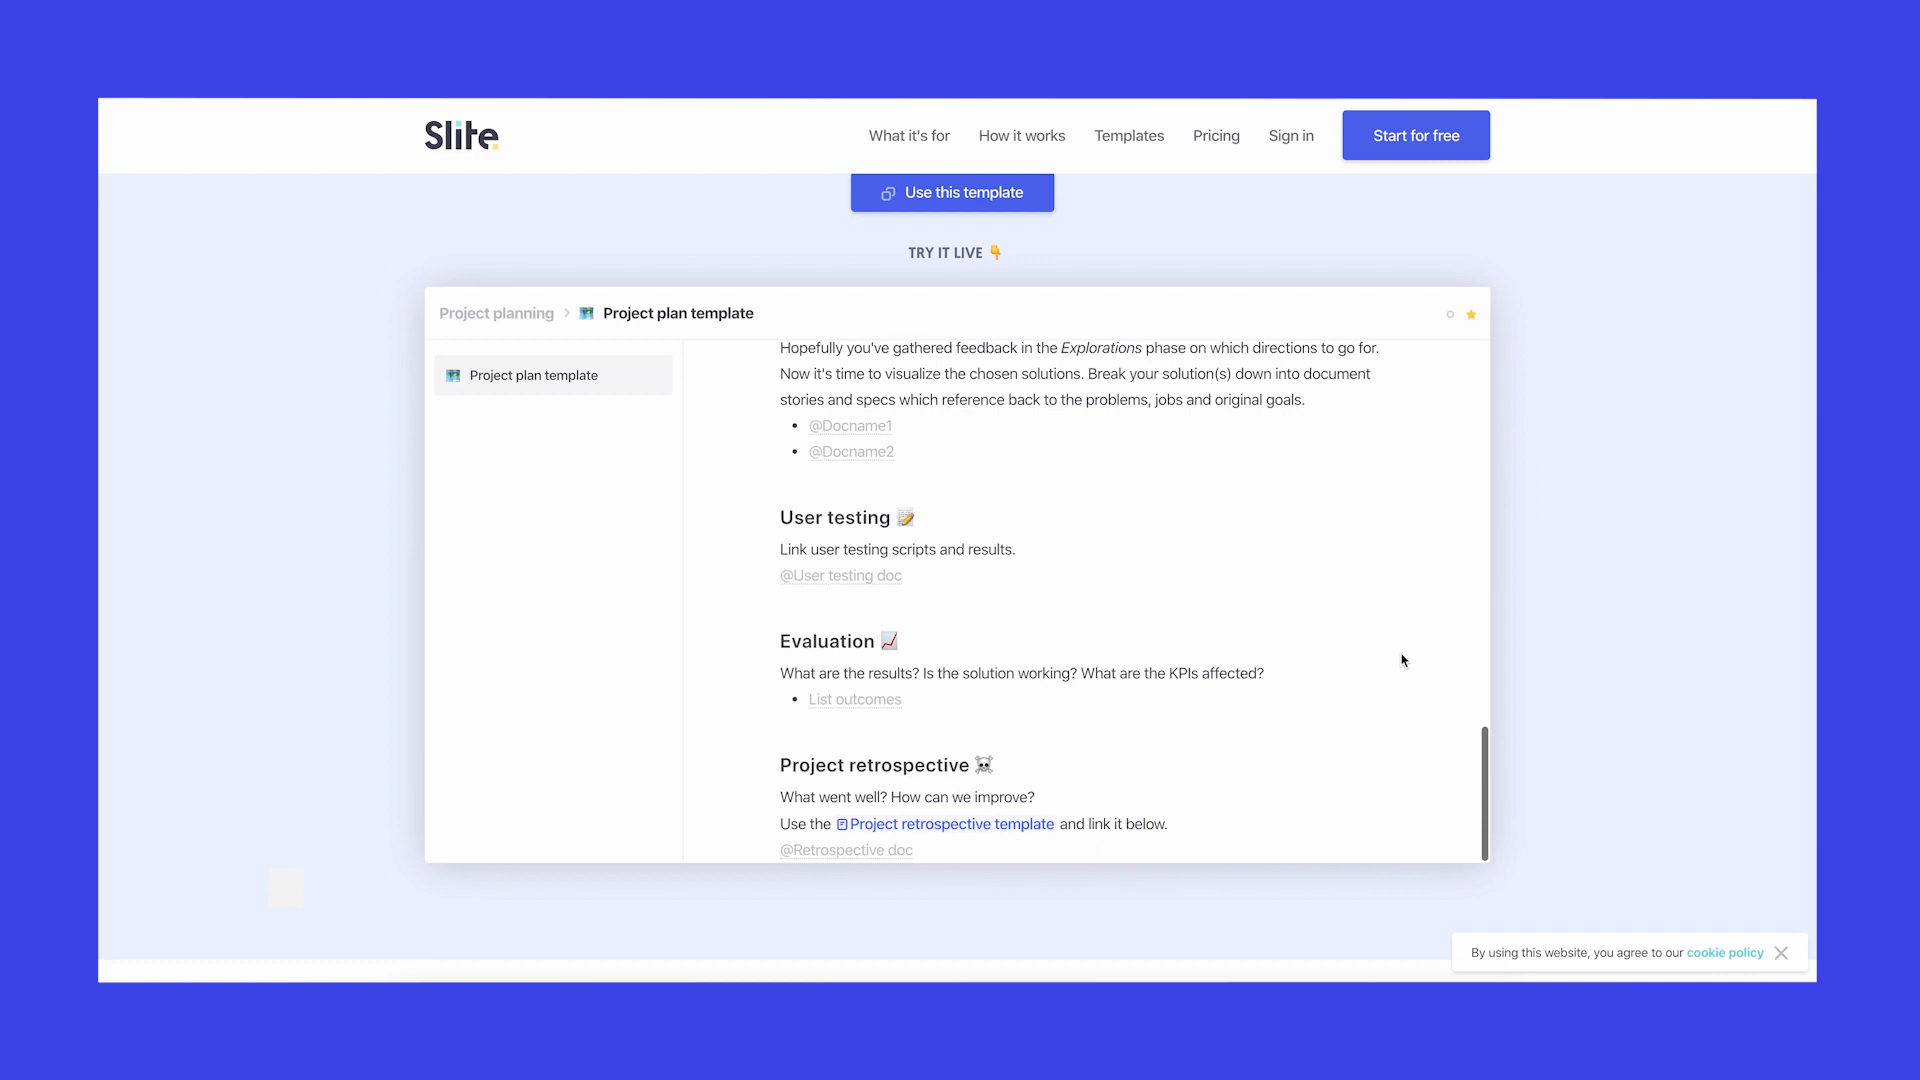 Slite.
What it's for
How it works
Templates
Pricing
Sign in
Start for free
Use this template
TRY IT LIVE 👇
Project planning > Project plan template
Project plan template
Hopefully you've gathered feedback in the Explorations phase on which directions to go for.
Now it's time to visualize the chosen solutions. Break your solution(s) down into document
stories and specs which reference back to the problems, jobs and original goals.
• @Docname1
• @Docname2
User testing 📝
Link user testing scripts and results.
@User testing doc
Evaluation 📈
What are the results? Is the solution working? What are the KPIs affected?
• List outcomes
Project retrospective ☠️
What went well? How can we improve?
Use the Project retrospective template and link it below.
@Retrospective doc
By using this website, you agree to our cookie policy